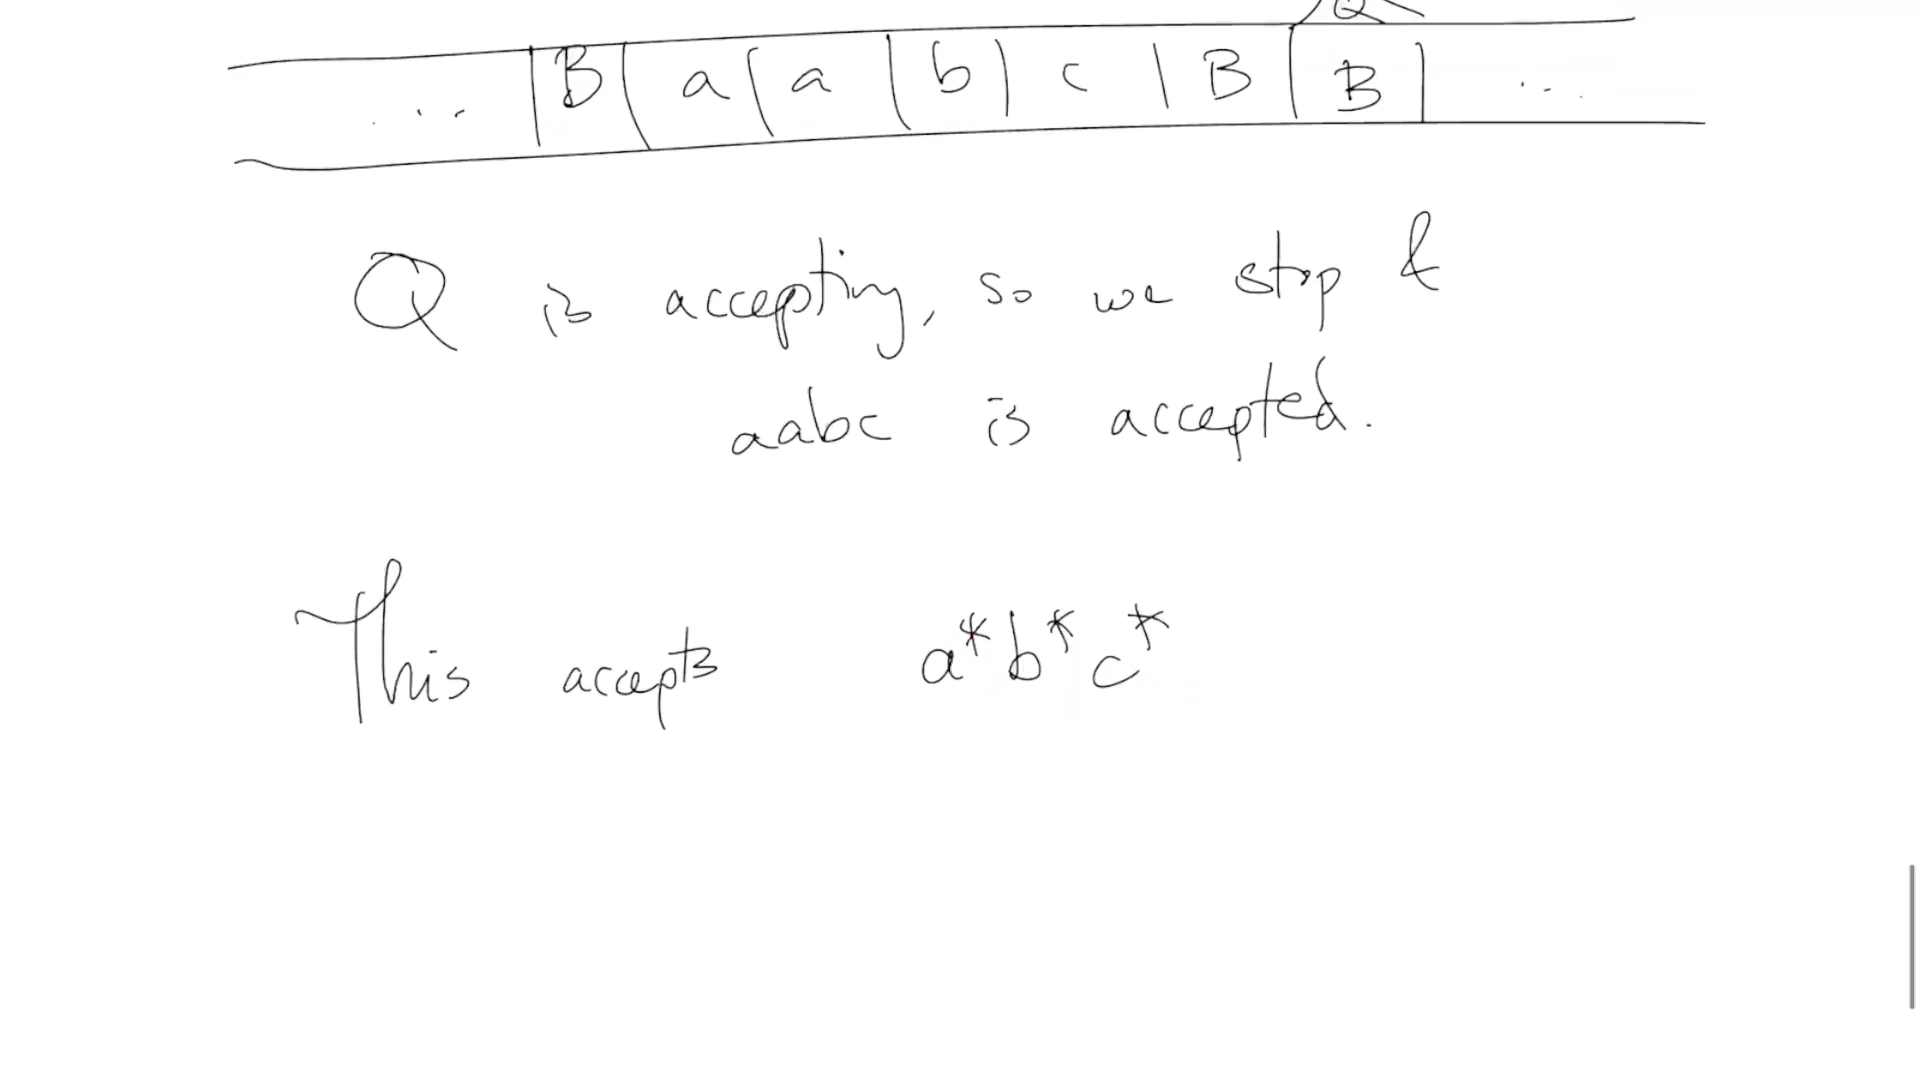 Q
... | B | a | a | b | c | B | B | ...
Q is accepting, so we stop &
aabc is accepted.
This accepts a*b*c*